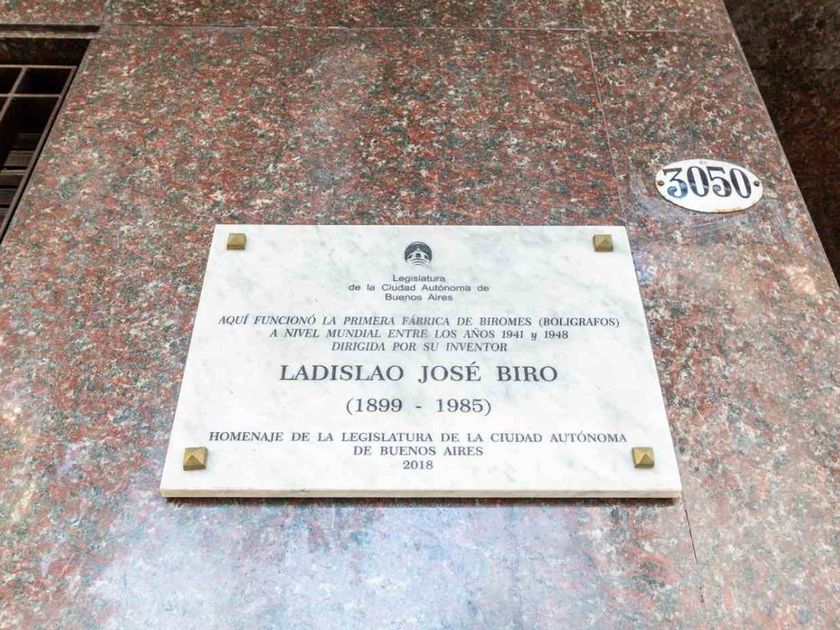 3050
Legislatura
de la Ciudad Autónoma de
Buenos Aires
AQUÍ FUNCIONÓ LA PRIMERA FÁBRICA DE BIROMES (BOLIGRAFOS)
A NIVEL MUNDIAL ENTRE LOS AÑOS 1941 y 1948
DIRIGIDA POR SU INVENTOR
LADISLAO JOSÉ BIRO
(1899 - 1985)
HOMENAJE DE LA LEGISLATURA DE LA CIUDAD AUTÓNOMA
DE BUENOS AIRES
2018